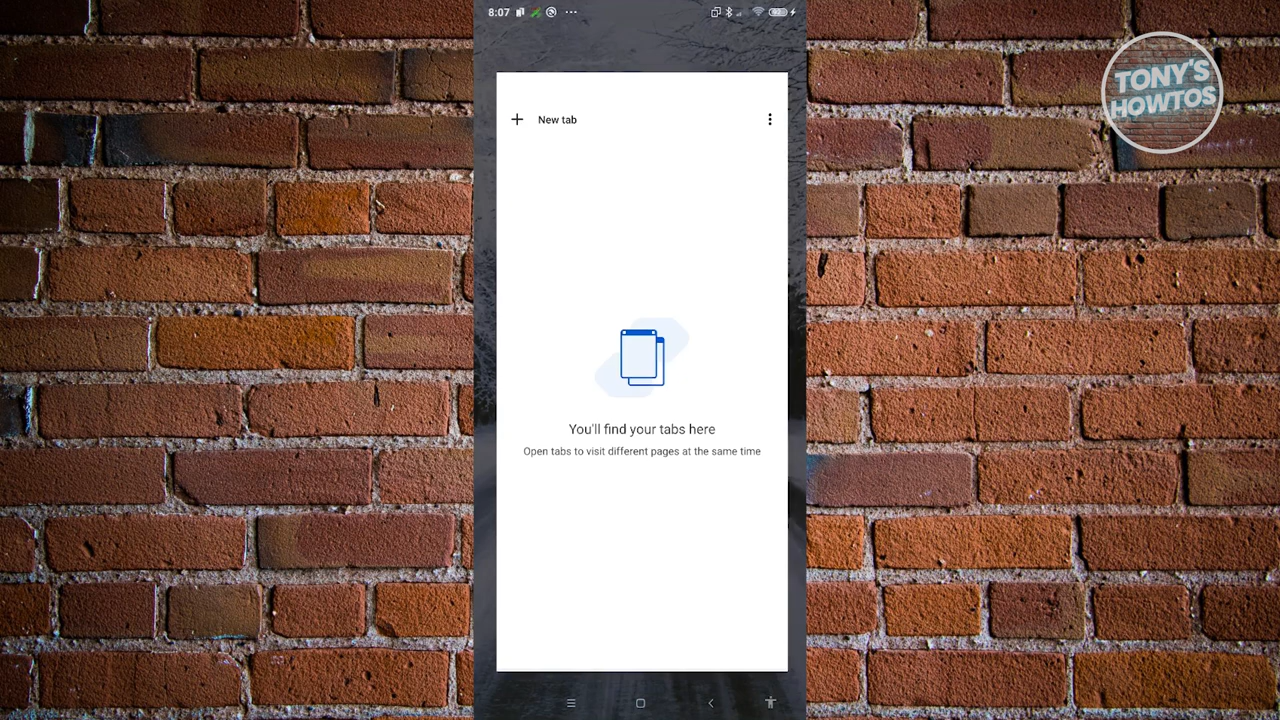 8:07
TONY'S
HOWTOS
New tab
You'll find your tabs here
Open tabs to visit different pages at the same time